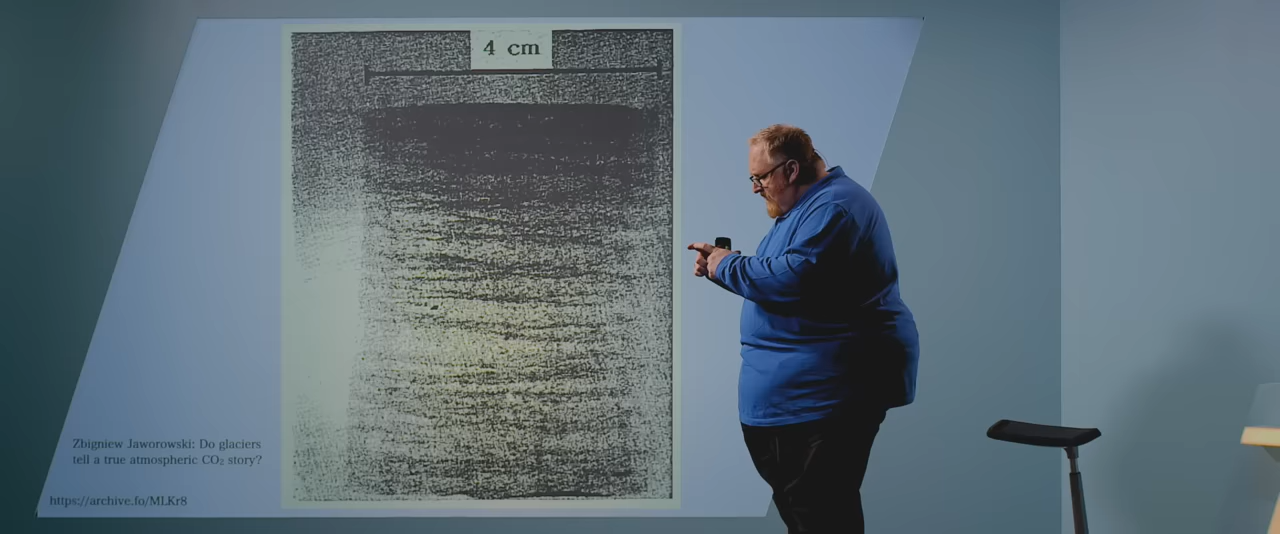 4 cm
Zbigniew Jaworowski: Do glaciers
tell a true atmospheric CO₂ story?
https://archive.fo/MLKr8